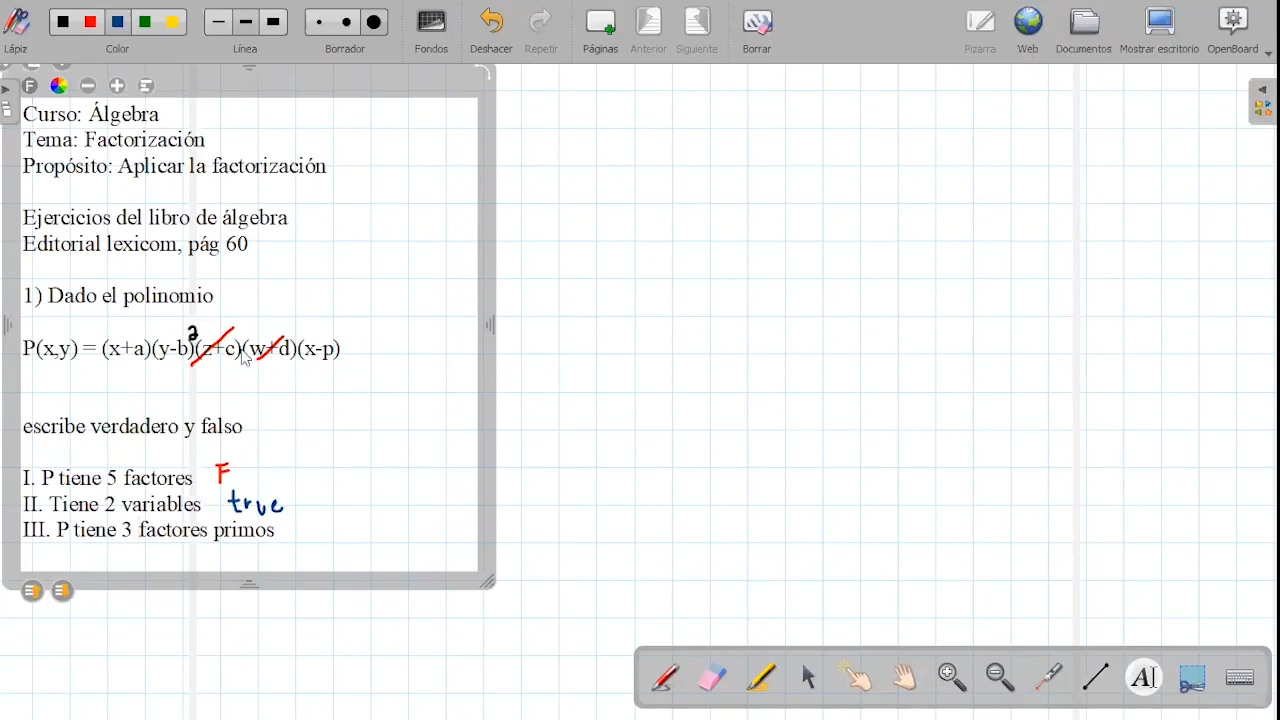 Lápiz
Color
Línea
Borrador
Fondos
Deshacer
Repetir
Páginas
Anterior
Siguiente
Borrar
Pizarra
Web
Documentos
Mostrar escritorio
OpenBoard
F
Curso: Álgebra
Tema: Factorización
Propósito: Aplicar la factorización
Ejercicios del libro de álgebra
Editorial lexicom, pág 60
1) Dado el polinomio
2
P(x,y) = (x+a)(y-b)(z+c)(w+d)(x-p)
escribe verdadero y falso
I. P tiene 5 factores F
II. Tiene 2 variables true
III. P tiene 3 factores primos
AI